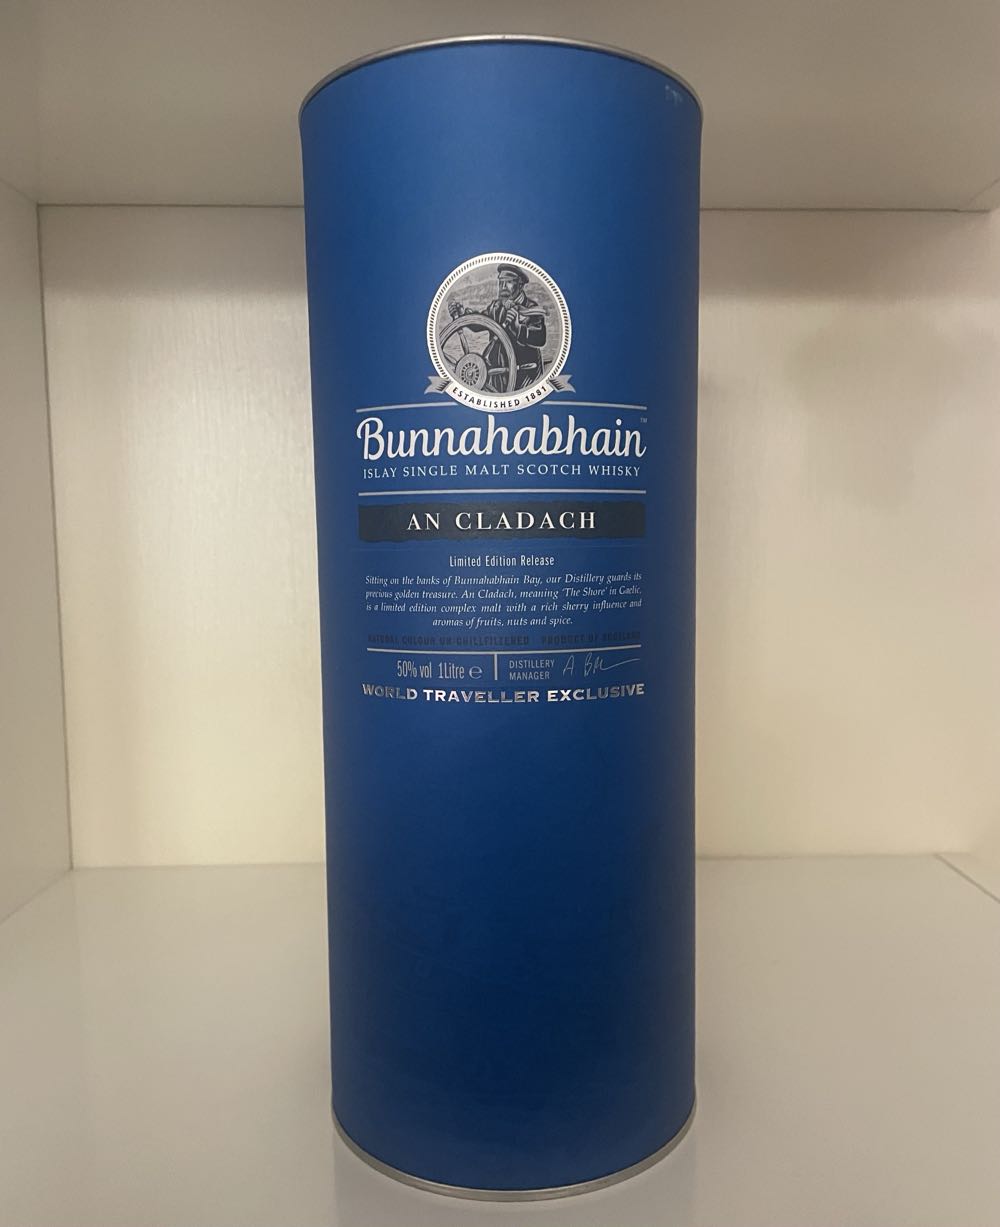 ESTABLISHED 1881
Bunnahabhain™
ISLAY SINGLE MALT SCOTCH WHISKY
AN CLADACH
Limited Edition Release
Sitting on the banks of Bunnahabhain Bay, our Distillery guards its
precious golden treasure. An Cladach, meaning 'The Shore' in Gaelic,
is a limited edition complex malt with a rich sherry influence and
aromas of fruits, nuts and spice.
NATURAL COLOUR UN-CHILLFILTERED PRODUCT OF SCOTLAND
50% vol 1Litre ℮ DISTILLERY
MANAGER
WORLD TRAVELLER EXCLUSIVE